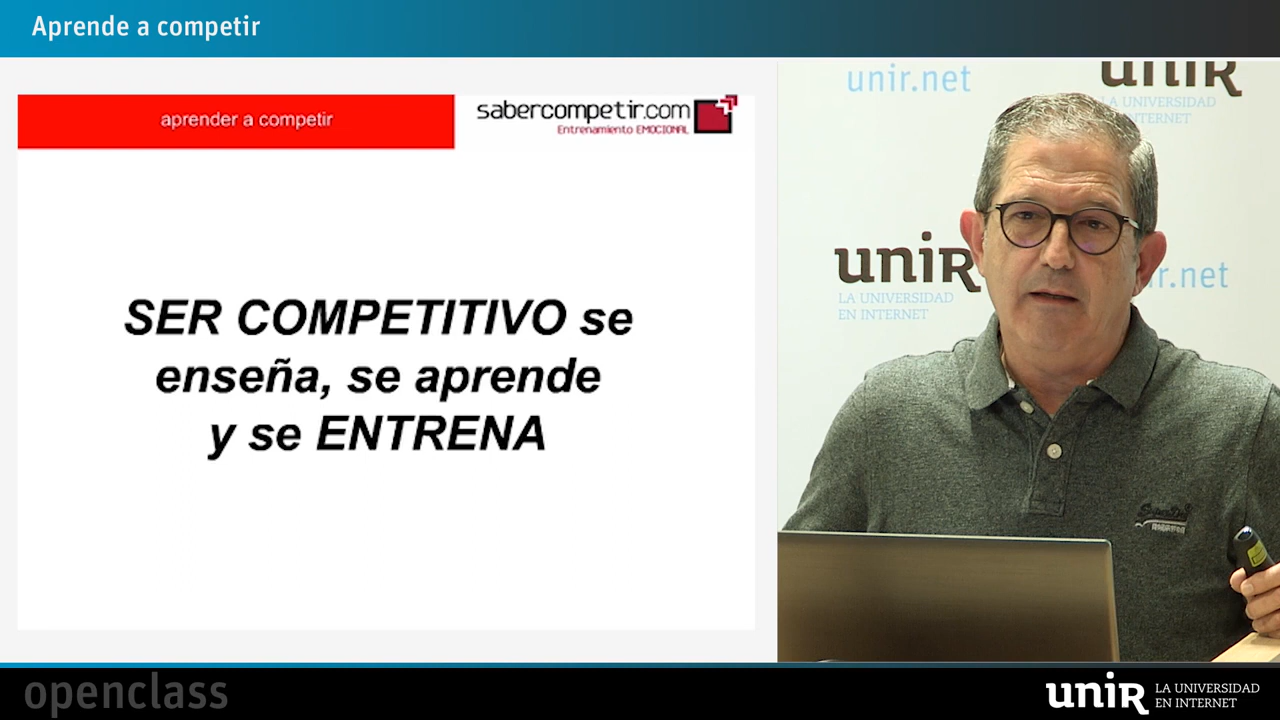 Aprende a competir
aprender a competir
sabercompetir.com
Entrenamiento EMOCIONAL
SER COMPETITIVO se
enseña, se aprende
y se ENTRENA
unir.net
unir
LA UNIVERSIDAD
INTERNET
unir
LA UNIVERSIDAD
EN INTERNET
r.net
openclass
unir
LA UNIVERSIDAD
EN INTERNET